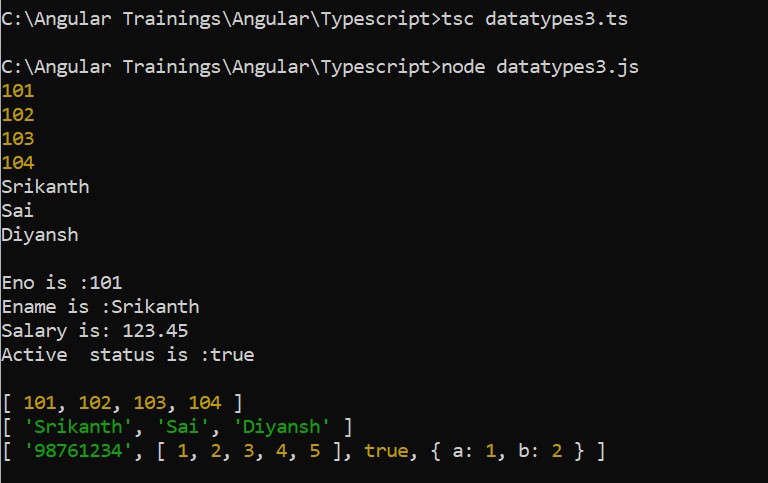 C:\Angular Trainings\Angular\Typescript>tsc datatypes3.ts
C:\Angular Trainings\Angular\Typescript>node datatypes3.js
101
102
103
104
Srikanth
Sai
Diyansh
Eno is :101
Ename is :Srikanth
Salary is: 123.45
Active  status is :true
[ 101, 102, 103, 104 ]
[ 'Srikanth', 'Sai', 'Diyansh' ]
[ '98761234', [ 1, 2, 3, 4, 5 ], true, { a: 1, b: 2 } ]